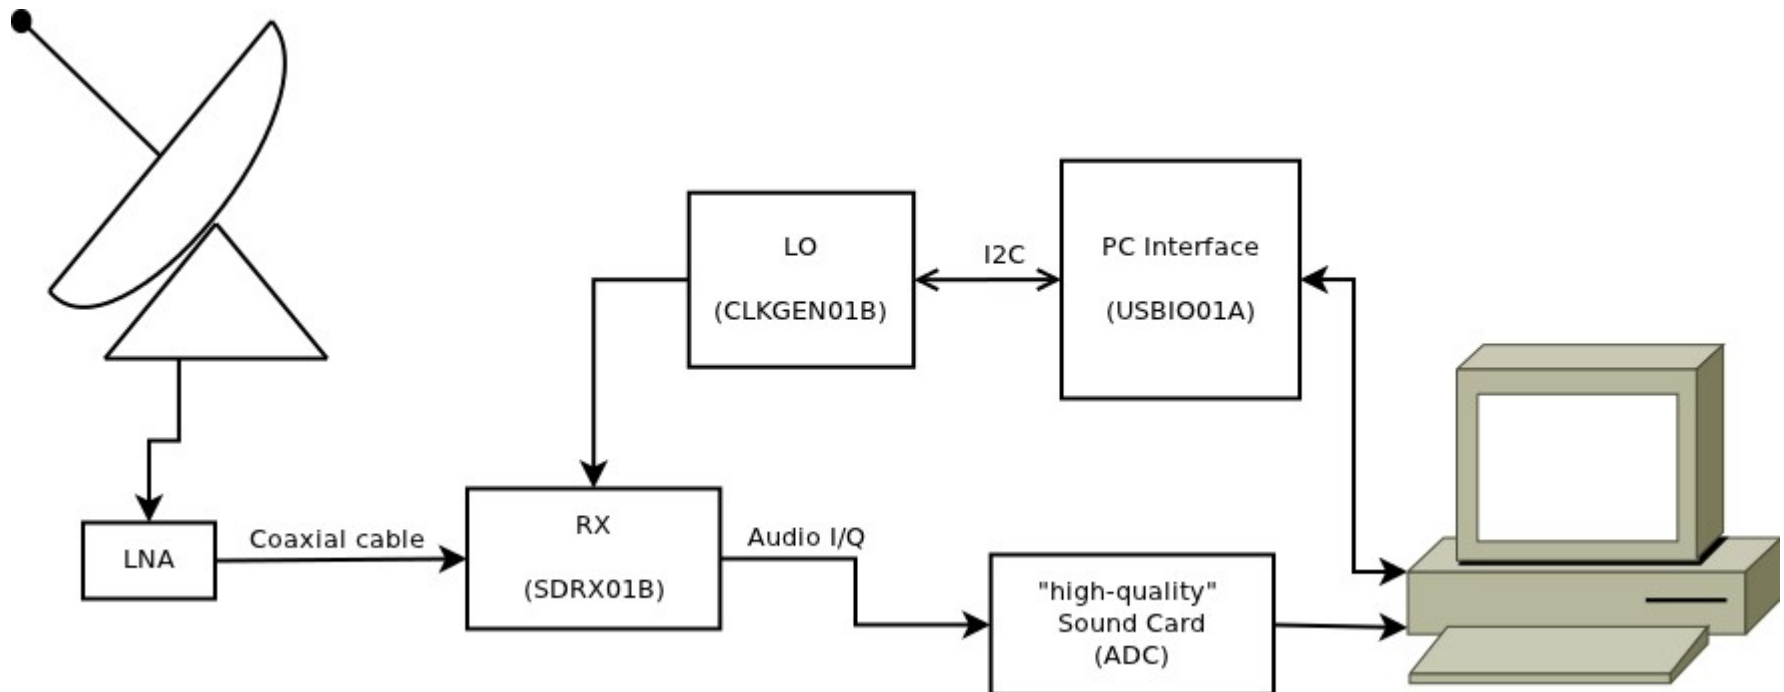 LO
(CLKGEN01B)
I2C
PC Interface
(USBIO01A)
LNA
Coaxial cable
RX
(SDRX01B)
Audio I/Q
"high-quality"
Sound Card
(ADC)